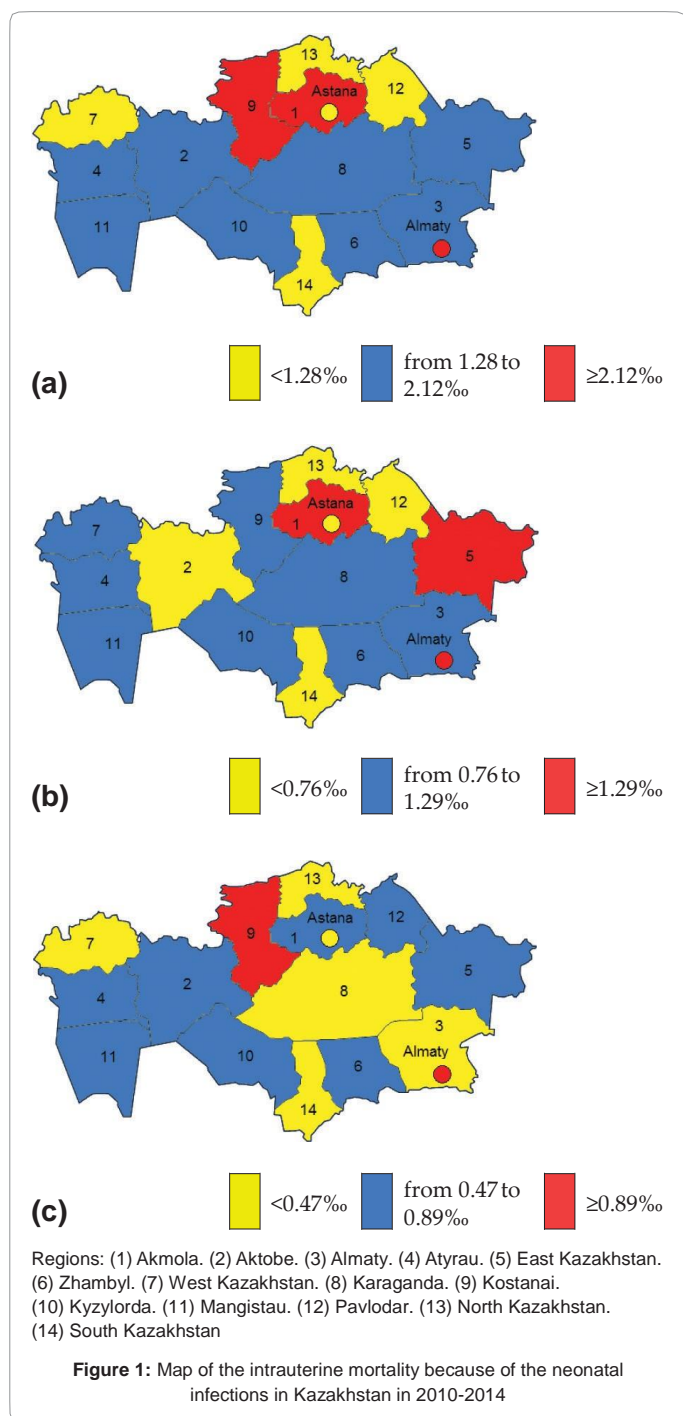 13
Astana
9
1
12
7
2
5
4
8
3
11
10
Almaty
6
14
(a)
<1.28‰
from 1.28 to
2.12‰
≥2.12‰
13
Astana
12
9
1
7
2
5
4
8
3
11
10
Almaty
6
14
(b)
<0.76‰
from 0.76 to
1.29‰
≥1.29‰
13
Astana
12
9
1
7
5
2
4
8
3
11
10
Almaty
6
14
(c)
<0.47‰
from 0.47 to
0.89‰
≥0.89‰
Regions: (1) Akmola. (2) Aktobe. (3) Almaty. (4) Atyrau. (5) East Kazakhstan.
(6) Zhambyl. (7) West Kazakhstan. (8) Karaganda. (9) Kostanai.
(10) Kyzylorda. (11) Mangistau. (12) Pavlodar. (13) North Kazakhstan.
(14) South Kazakhstan
Figure 1: Map of the intrauterine mortality because of the neonatal
infections in Kazakhstan in 2010-2014